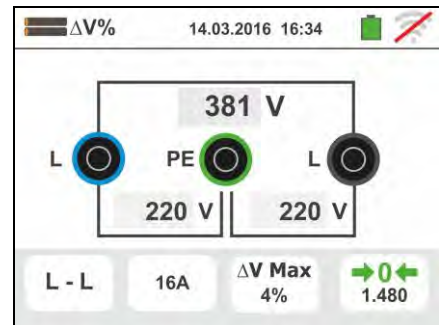 ΔV% 14.03.2016 16:34
381 V
L PE L
220 V 220 V
L - L 16A ΔV Max 4% ➔0←
1.480